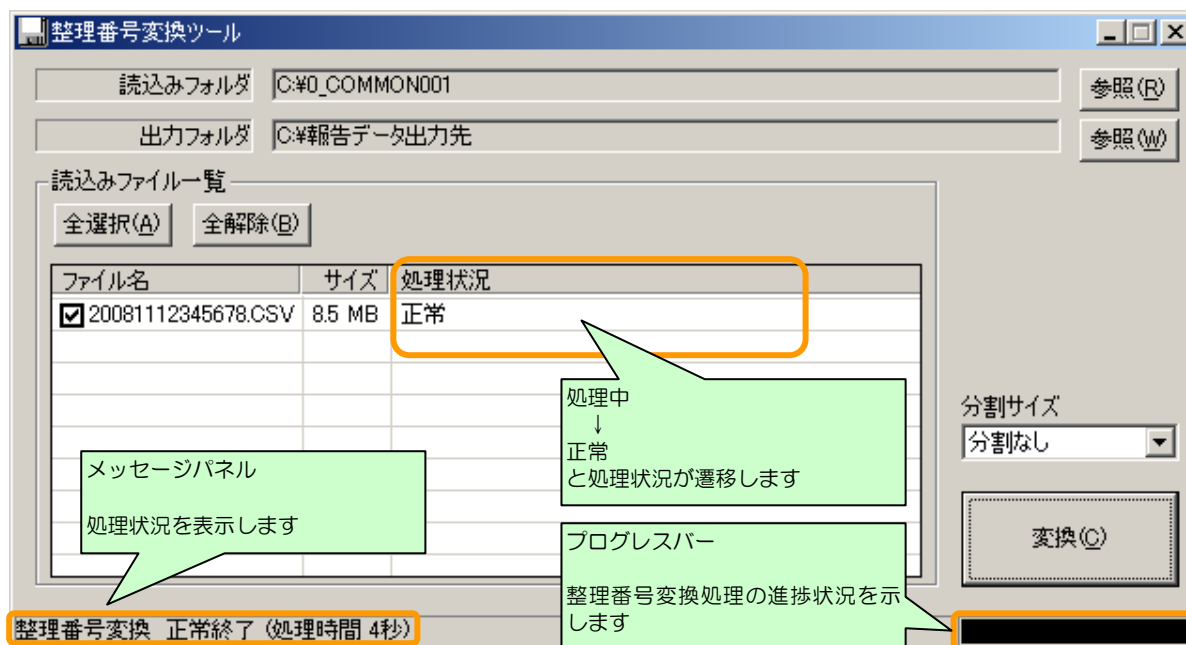 整理番号変換ツール
読込みフォルダ C:¥0_COMMON001 参照(R)
出力フォルダ C:¥報告データ出力先 参照(W)
読込みファイル一覧
全選択(A) 全解除(B)
ファイル名 サイズ 処理状況
20081112345678.CSV 8.5 MB 正常
処理中
↓
正常
と処理状況が遷移します
分割サイズ
分割なし
メッセージパネル
処理状況を表示します
変換(C)
プログレスバー
整理番号変換処理の進捗状況を示
します
整理番号変換 正常終了 (処理時間 4秒)